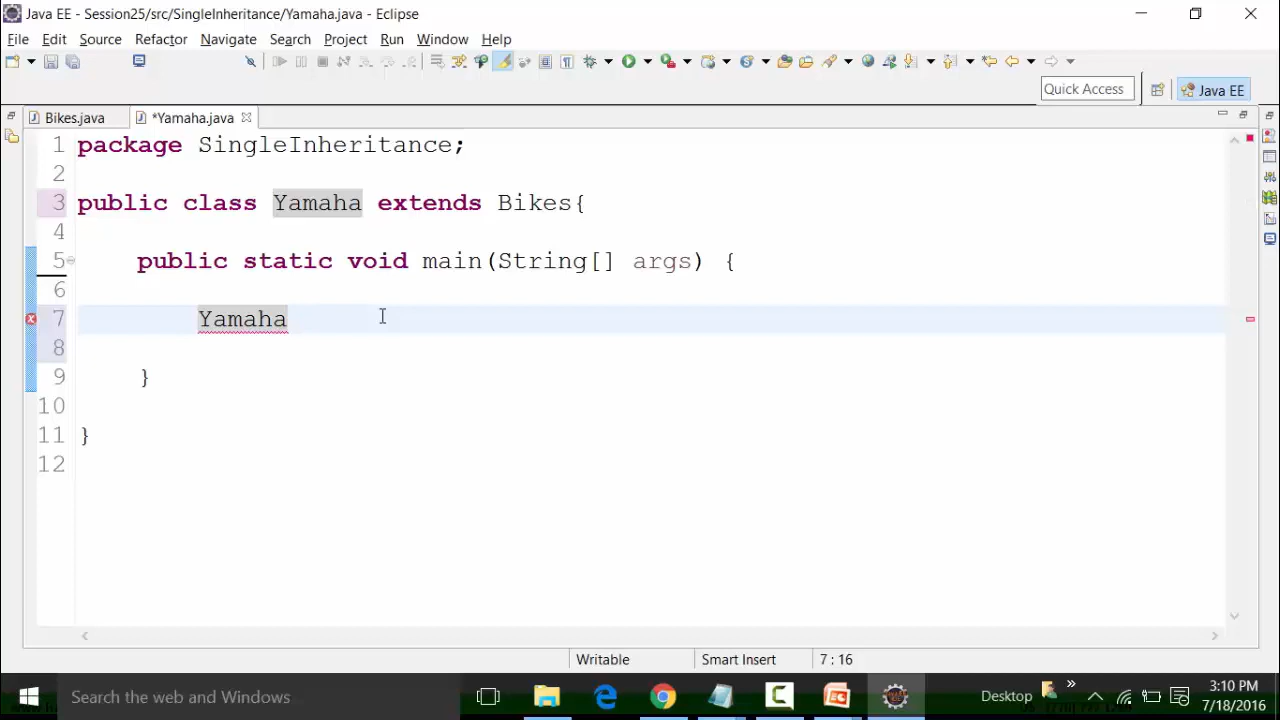 Java EE - Session25/src/SingleInheritance/Yamaha.java - Eclipse
File Edit Source Refactor Navigate Search Project Run Window Help
Quick Access
Java EE
Bikes.java
*Yamaha.java
1 package SingleInheritance;
2
3 public class Yamaha extends Bikes{
4
5 public static void main(String[] args) {
6
7 Yamaha
8
9 }
10
11 }
12
Writable Smart Insert 7 : 16
Search the web and Windows
Desktop
3:10 PM
7/18/2016